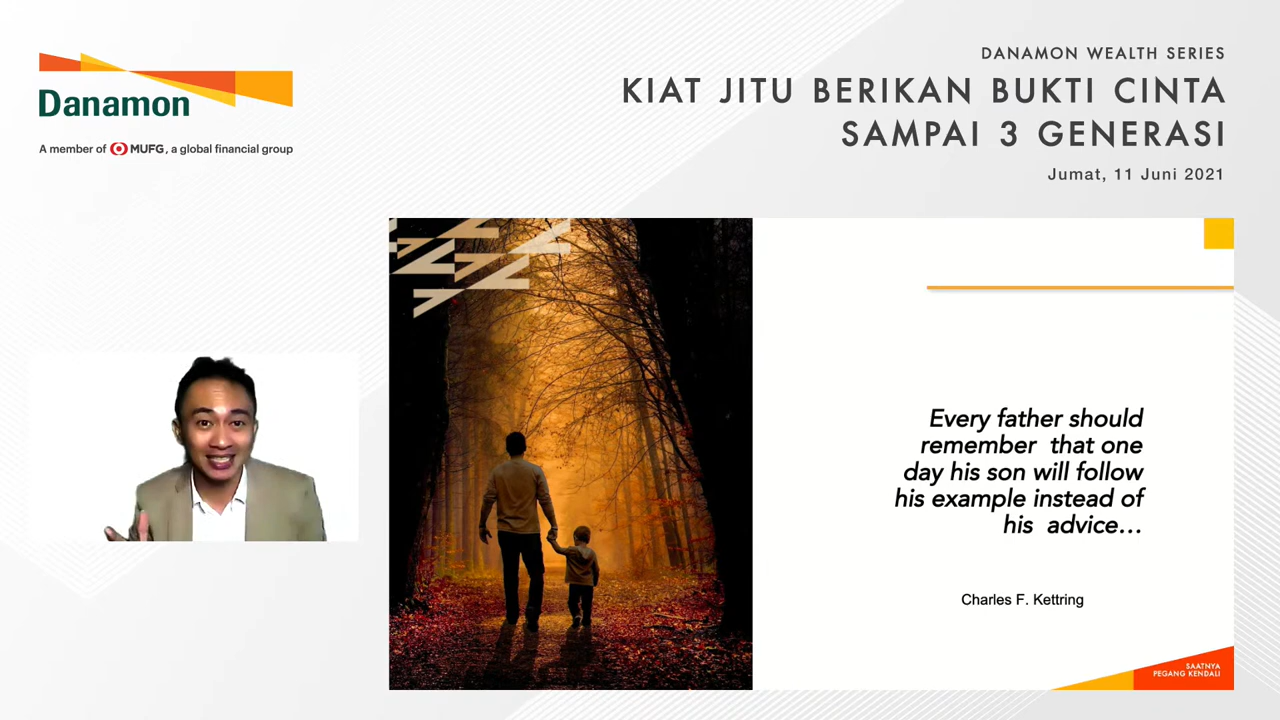 Danamon
A member of MUFG, a global financial group
DANAMON WEALTH SERIES
KIAT JITU BERIKAN BUKTI CINTA
SAMPAI 3 GENERASI
Jumat, 11 Juni 2021
Every father should
remember that one
day his son will follow
his example instead of
his advice...
Charles F. Kettring
SAATNYA
PEGANG KENDALI